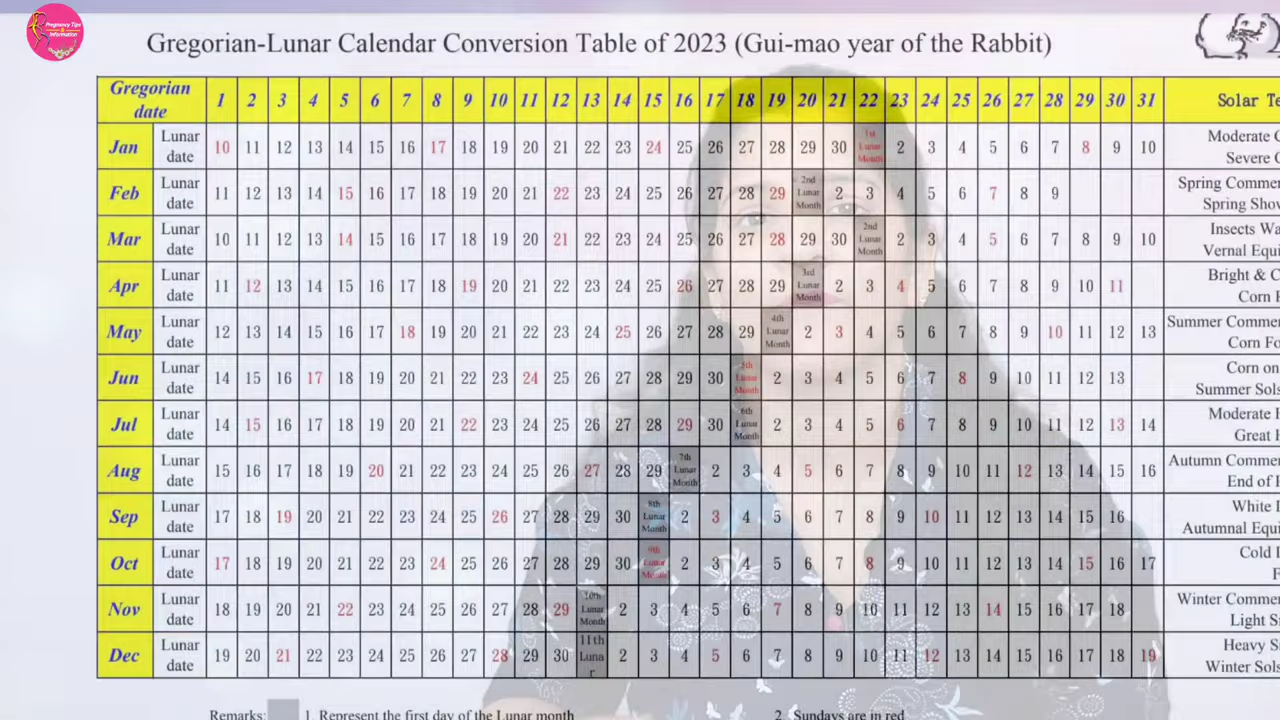 Pregnancy Tips
&
Information
Gregorian-Lunar Calendar Conversion Table of 2023 (Gui-mao year of the Rabbit)
Gregorian date 1 2 3 4 5 6 7 8 9 10 11 12 13 14 15 16 17 18 19 20 21 22 23 24 25 26 27 28 29 30 31 Solar Te
Jan Lunar date 10 11 12 13 14 15 16 17 18 19 20 21 22 23 24 25 26 27 28 29 30 1st Lunar Month 2 3 4 5 6 7 8 9 10 Moderate C Severe C
Feb Lunar date 11 12 13 14 15 16 17 18 19 20 21 22 23 24 25 26 27 28 29 2nd Lunar Month 2 3 4 5 6 7 8 9 Spring Comme Spring Show
Mar Lunar date 10 11 12 13 14 15 16 17 18 19 20 21 22 23 24 25 26 27 28 29 30 2nd Lunar Month 2 3 4 5 6 7 8 9 10 Insects Wa Vernal Equi
Apr Lunar date 11 12 13 14 15 16 17 18 19 20 21 22 23 24 25 26 27 28 29 3rd Lunar Month 2 3 4 5 6 7 8 9 10 11 Bright & C Corn R
May Lunar date 12 13 14 15 16 17 18 19 20 21 22 23 24 25 26 27 28 29 4th Lunar Month 2 3 4 5 6 7 8 9 10 11 12 13 Summer Comme Corn Fo
Jun Lunar date 14 15 16 17 18 19 20 21 22 23 24 25 26 27 28 29 30 5th Lunar Month 2 3 4 5 6 7 8 9 10 11 12 13 Corn on Summer Sols
Jul Lunar date 14 15 16 17 18 19 20 21 22 23 24 25 26 27 28 29 30 6th Lunar Month 2 3 4 5 6 7 8 9 10 11 12 13 14 Moderate Great H
Aug Lunar date 15 16 17 18 19 20 21 22 23 24 25 26 27 28 29 7th Lunar Month 2 3 4 5 6 7 8 9 10 11 12 13 14 15 16 Autumn Comme End of
Sep Lunar date 17 18 19 20 21 22 23 24 25 26 27 28 29 30 8th Lunar Month 2 3 4 5 6 7 8 9 10 11 12 13 14 15 16 White Autumnal Equi
Oct Lunar date 17 18 19 20 21 22 23 24 25 26 27 28 29 30 9th Lunar Month 2 3 4 5 6 7 8 9 10 11 12 13 14 15 16 17 Cold F
Nov Lunar date 18 19 20 21 22 23 24 25 26 27 28 29 10th Lunar Month 2 3 4 5 6 7 8 9 10 11 12 13 14 15 16 17 18 Winter Comme Light Sn
Dec Lunar date 19 20 21 22 23 24 25 26 27 28 29 30 11th Luna r 2 3 4 5 6 7 8 9 10 11 12 13 14 15 16 17 18 19 Heavy S Winter Sols
Remarks: 1. Represent the first day of the Lunar month 2. Sundays are in red